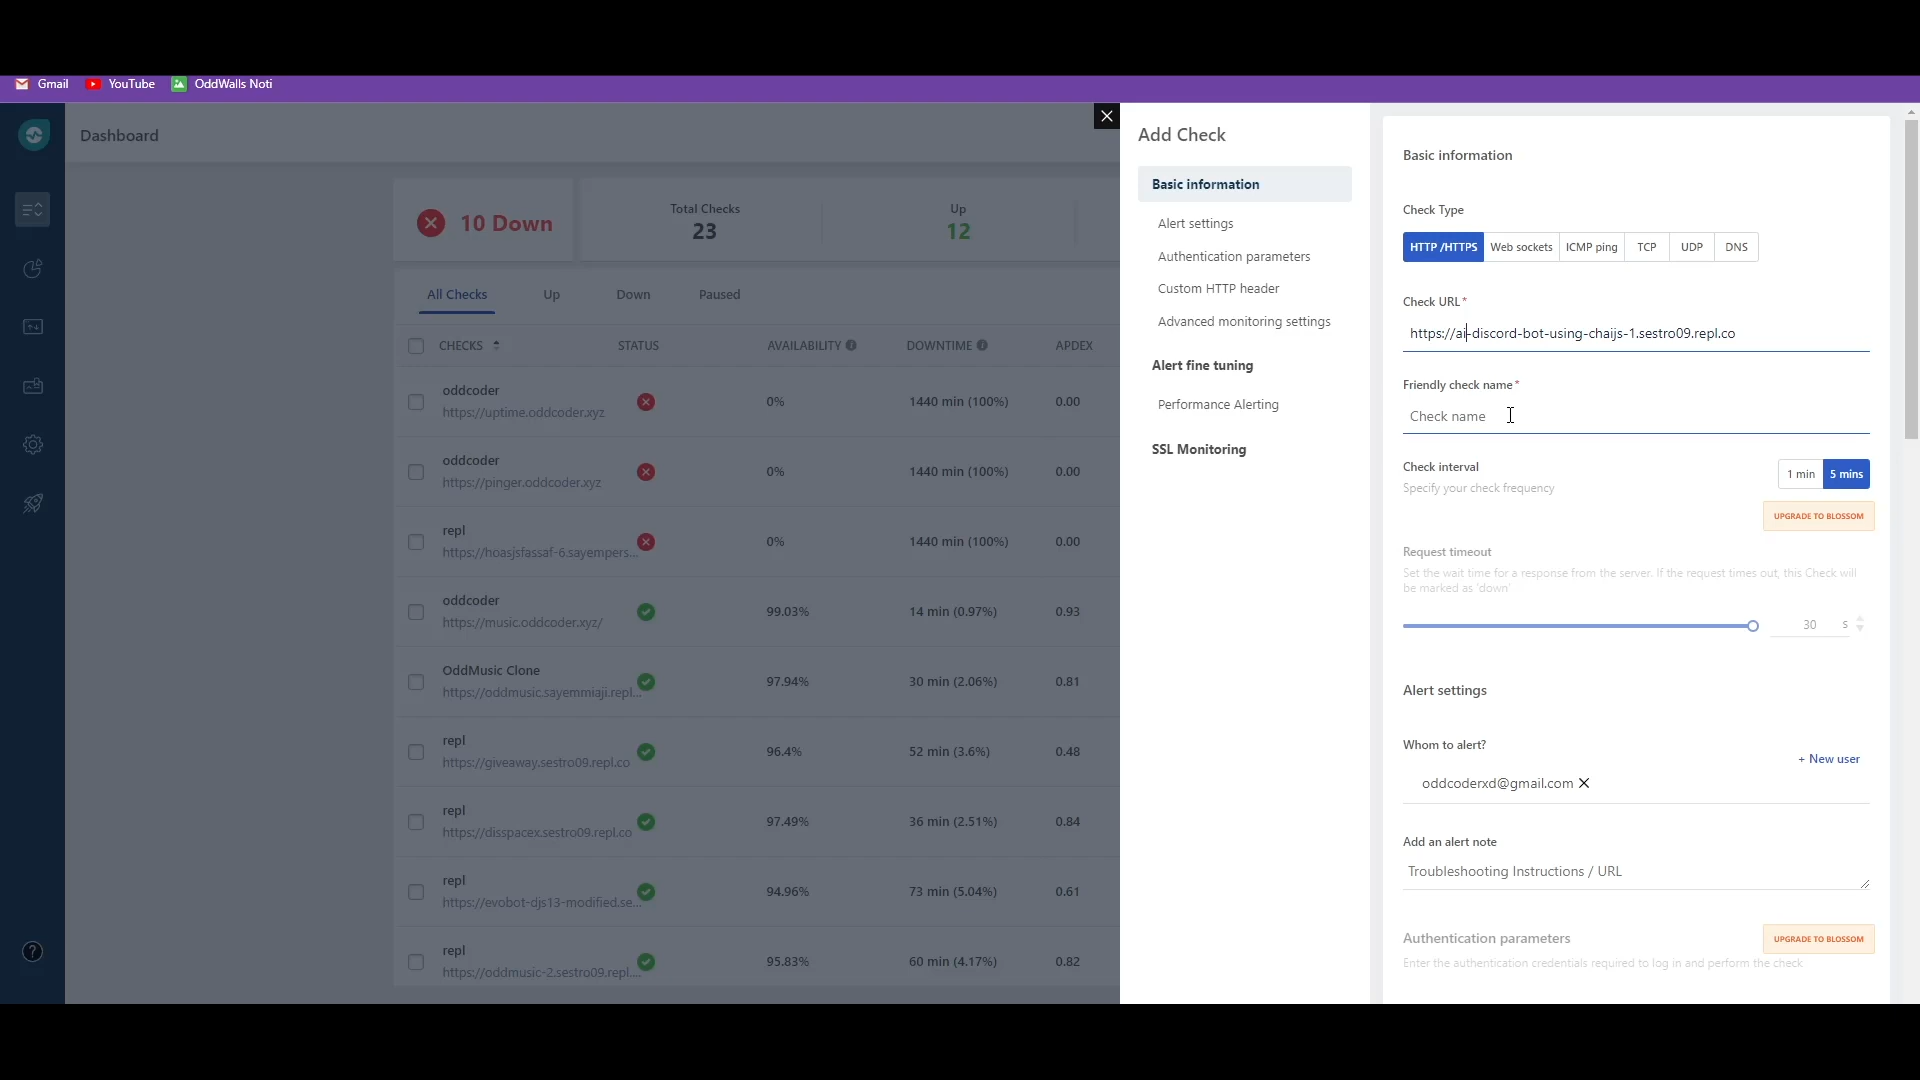 Gmail YouTube OddWalls Noti
Dashboard
10 Down
Total Checks
23
Up
12
All Checks Up Down Paused
CHECKS STATUS AVAILABILITY DOWNTIME APDEX
oddcoder
https://uptime.oddcoder.xyz
0% 1440 min (100%) 0.00
oddcoder
https://pinger.oddcoder.xyz
0% 1440 min (100%) 0.00
repl
https://hoasjsfassaf-6.sayempers...
0% 1440 min (100%) 0.00
oddcoder
https://music.oddcoder.xyz/
99.03% 14 min (0.97%) 0.93
OddMusic Clone
https://oddmusic.sayemmiaji.repl...
97.94% 30 min (2.06%) 0.81
repl
https://giveaway.sestro09.repl.co
96.4% 52 min (3.6%) 0.48
repl
https://disspacex.sestro09.repl.co
97.49% 36 min (2.51%) 0.84
repl
https://evobot-djs13-modified.se...
94.96% 73 min (5.04%) 0.61
repl
https://oddmusic-2.sestro09.repl....
95.83% 60 min (4.17%) 0.82
Add Check
Basic information
Alert settings
Authentication parameters
Custom HTTP header
Advanced monitoring settings
Alert fine tuning
Performance Alerting
SSL Monitoring
Basic information
Check Type
HTTP /HTTPS Web sockets ICMP ping TCP UDP DNS
Check URL*
https://ai-discord-bot-using-chaijs-1.sestro09.repl.co
Friendly check name*
Check name
Check interval
Specify your check frequency
1 min 5 mins
UPGRADE TO BLOSSOM
Request timeout
Set the wait time for a response from the server. If the request times out, this Check will
be marked as 'down'
30 s
Alert settings
Whom to alert?
+ New user
oddcoderxd@gmail.com
Add an alert note
Troubleshooting Instructions / URL
Authentication parameters
UPGRADE TO BLOSSOM
Enter the authentication credentials required to log in and perform the check